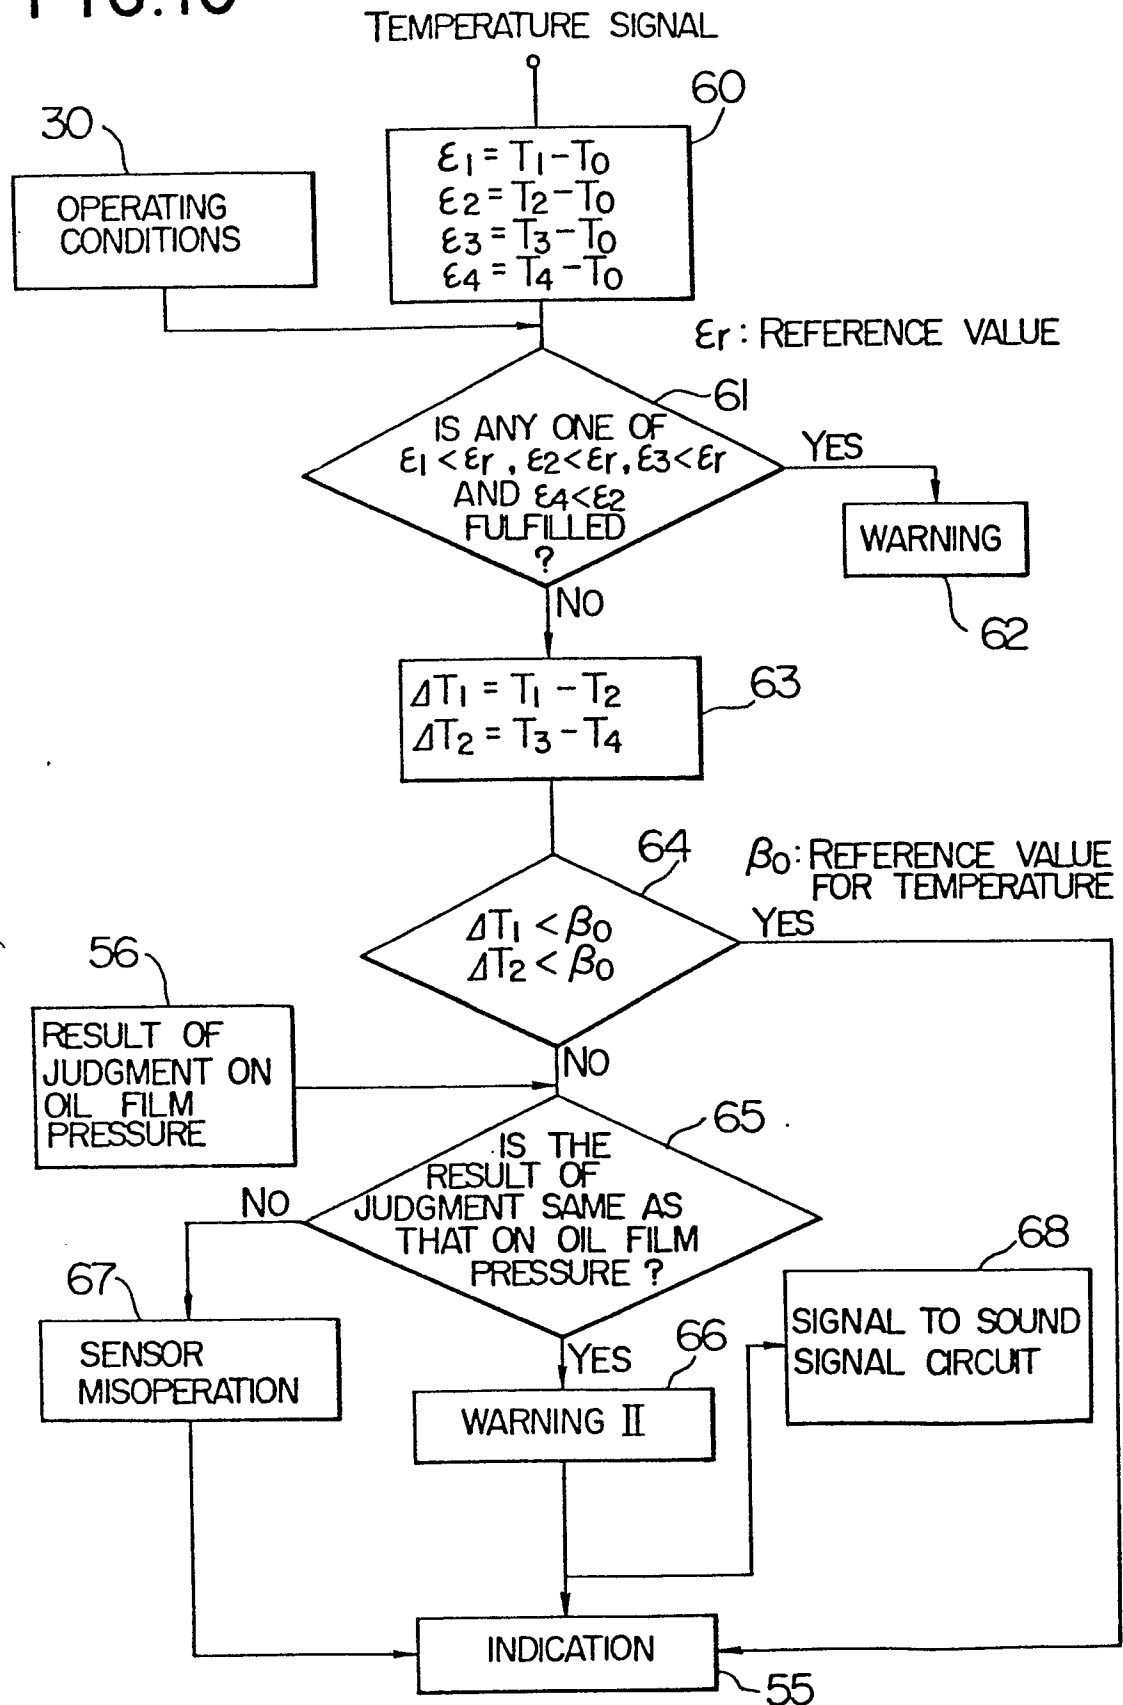 TEMPERATURE SIGNAL
60
30
ε1 = T1 - T0
ε2 = T2 - T0
ε3 = T3 - T0
ε4 = T4 - T0
OPERATING
CONDITIONS
εr : REFERENCE VALUE
61
IS ANY ONE OF
ε1 < εr , ε2 < εr, ε3 < εr
AND ε4 < ε2
FULFILLED
?
YES
WARNING
62
NO
ΔT1 = T1 - T2
ΔT2 = T3 - T4
63
64
β0 : REFERENCE VALUE
FOR TEMPERATURE
ΔT1 < β0
ΔT2 < β0
YES
56
RESULT OF
JUDGMENT ON
OIL FILM
PRESSURE
NO
65
IS THE
RESULT OF
JUDGMENT SAME AS
THAT ON OIL FILM
PRESSURE ?
NO
67
SENSOR
MISOPERATION
YES
66
WARNING II
68
SIGNAL TO SOUND
SIGNAL CIRCUIT
INDICATION
55